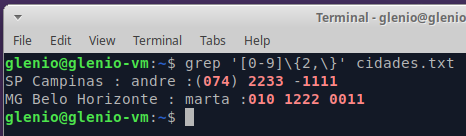 Terminal - glenio@glenio
File Edit View Terminal Tabs Help
glenio@glenio-vm:~$ grep '[0-9]\{2,\}' cidades.txt
SP Campinas : andre :(074) 2233 -1111
MG Belo Horizonte : marta :010 1222 0011
glenio@glenio-vm:~$